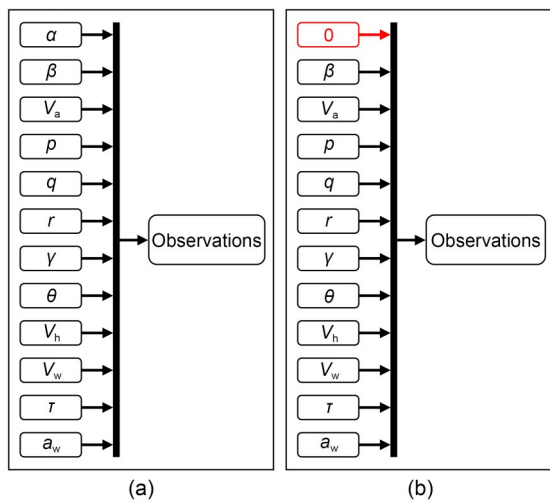 α
β
Va
p
q
r
γ
θ
Vh
Vw
τ
aw
Observations
(a)
0
β
Va
p
q
r
γ
θ
Vh
Vw
τ
aw
Observations
(b)